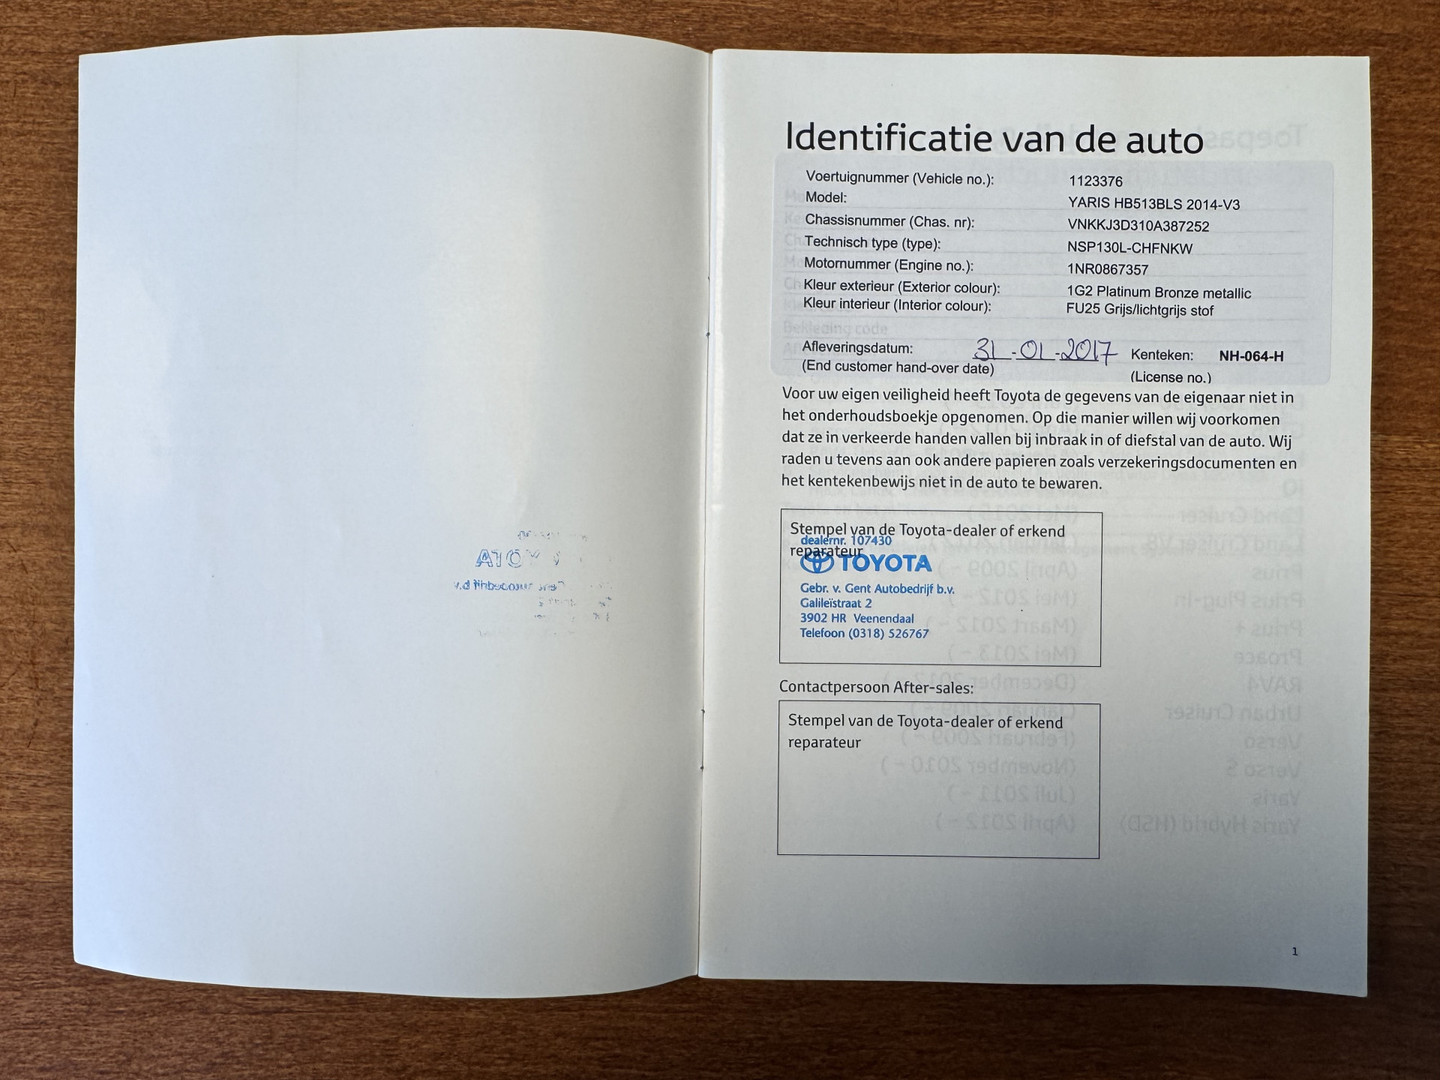 Identificatie van de auto
Voertuignummer (Vehicle no.): 1123376
Model: YARIS HB513BLS 2014-V3
Chassisnummer (Chas. nr): VNKKJ3D310A387252
Technisch type (type): NSP130L-CHFNKW
Motornummer (Engine no.): 1NR0867357
Kleur exterieur (Exterior colour): 1G2 Platinum Bronze metallic
Kleur interieur (Interior colour): FU25 Grijs/lichtgrijs stof
Bekleding code
Afleveringsdatum: 31-01-2017 Kenteken: NH-064-H
(End customer hand-over date) (License no.)
Voor uw eigen veiligheid heeft Toyota de gegevens van de eigenaar niet in
het onderhoudsboekje opgenomen. Op die manier willen wij voorkomen
dat ze in verkeerde handen vallen bij inbraak in of diefstal van de auto. Wij
raden u tevens aan ook andere papieren zoals verzekeringsdocumenten en
het kentekenbewijs niet in de auto te bewaren.
Stempel van de Toyota-dealer of erkend
reparateur
dealernr. 107430
TOYOTA
Gebr. v. Gent Autobedrijf b.v.
Galileïstraat 2
3902 HR Veenendaal
Telefoon (0318) 526767
Contactpersoon After-sales:
Stempel van de Toyota-dealer of erkend
reparateur
1